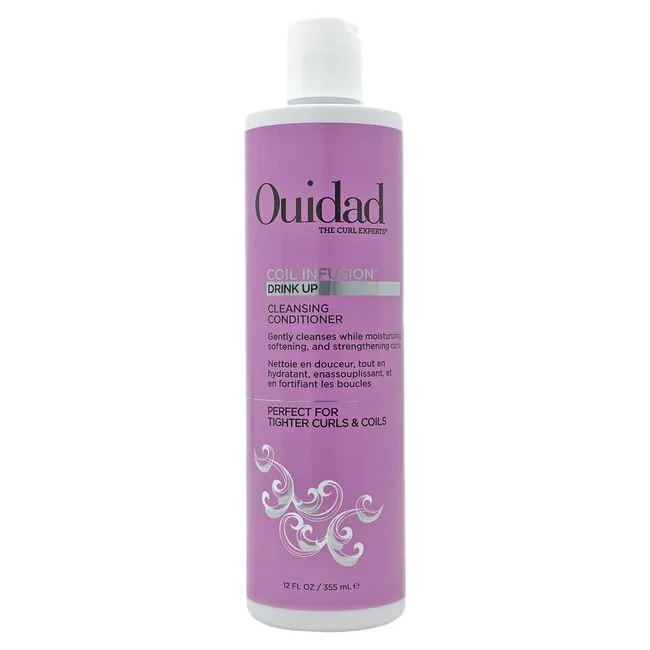 Ouidad
THE CURL EXPERTS®
COIL INFUSION™
DRINK UP
CLEANSING
CONDITIONER
Gently cleanses while moisturizing,
softening, and strengthening
Nettoie en douceur, tout en
hydratant, enassouplissant, et
en fortifiant les boucles
PERFECT FOR
TIGHTER CURLS & COILS
12 FL OZ / 355 mL ℮